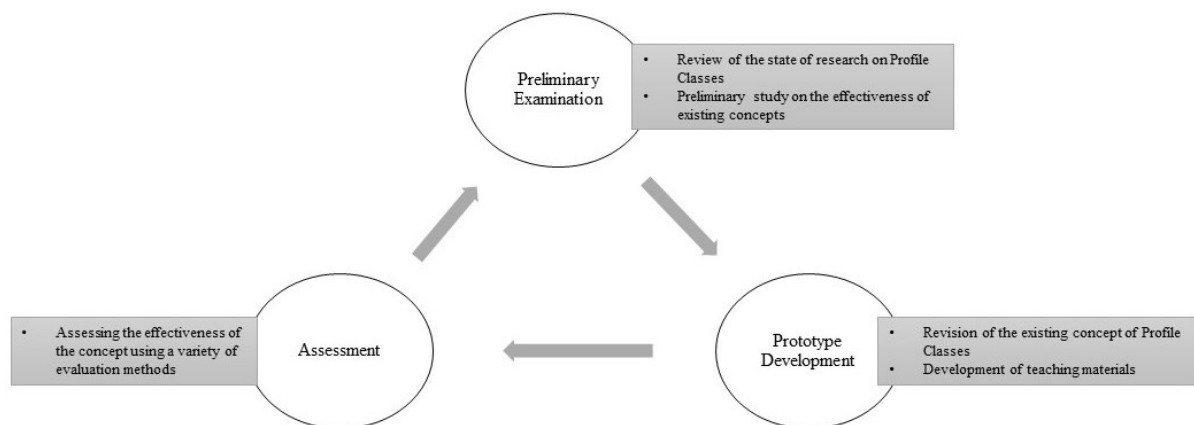 Preliminary
Examination
• Review of the state of research on Profile
Classes
• Preliminary study on the effectiveness of
existing concepts
• Assessing the effectiveness of
the concept using a variety of
evaluation methods
Assessment
Prototype
Development
• Revision of the existing concept of Profile
Classes
• Development of teaching materials